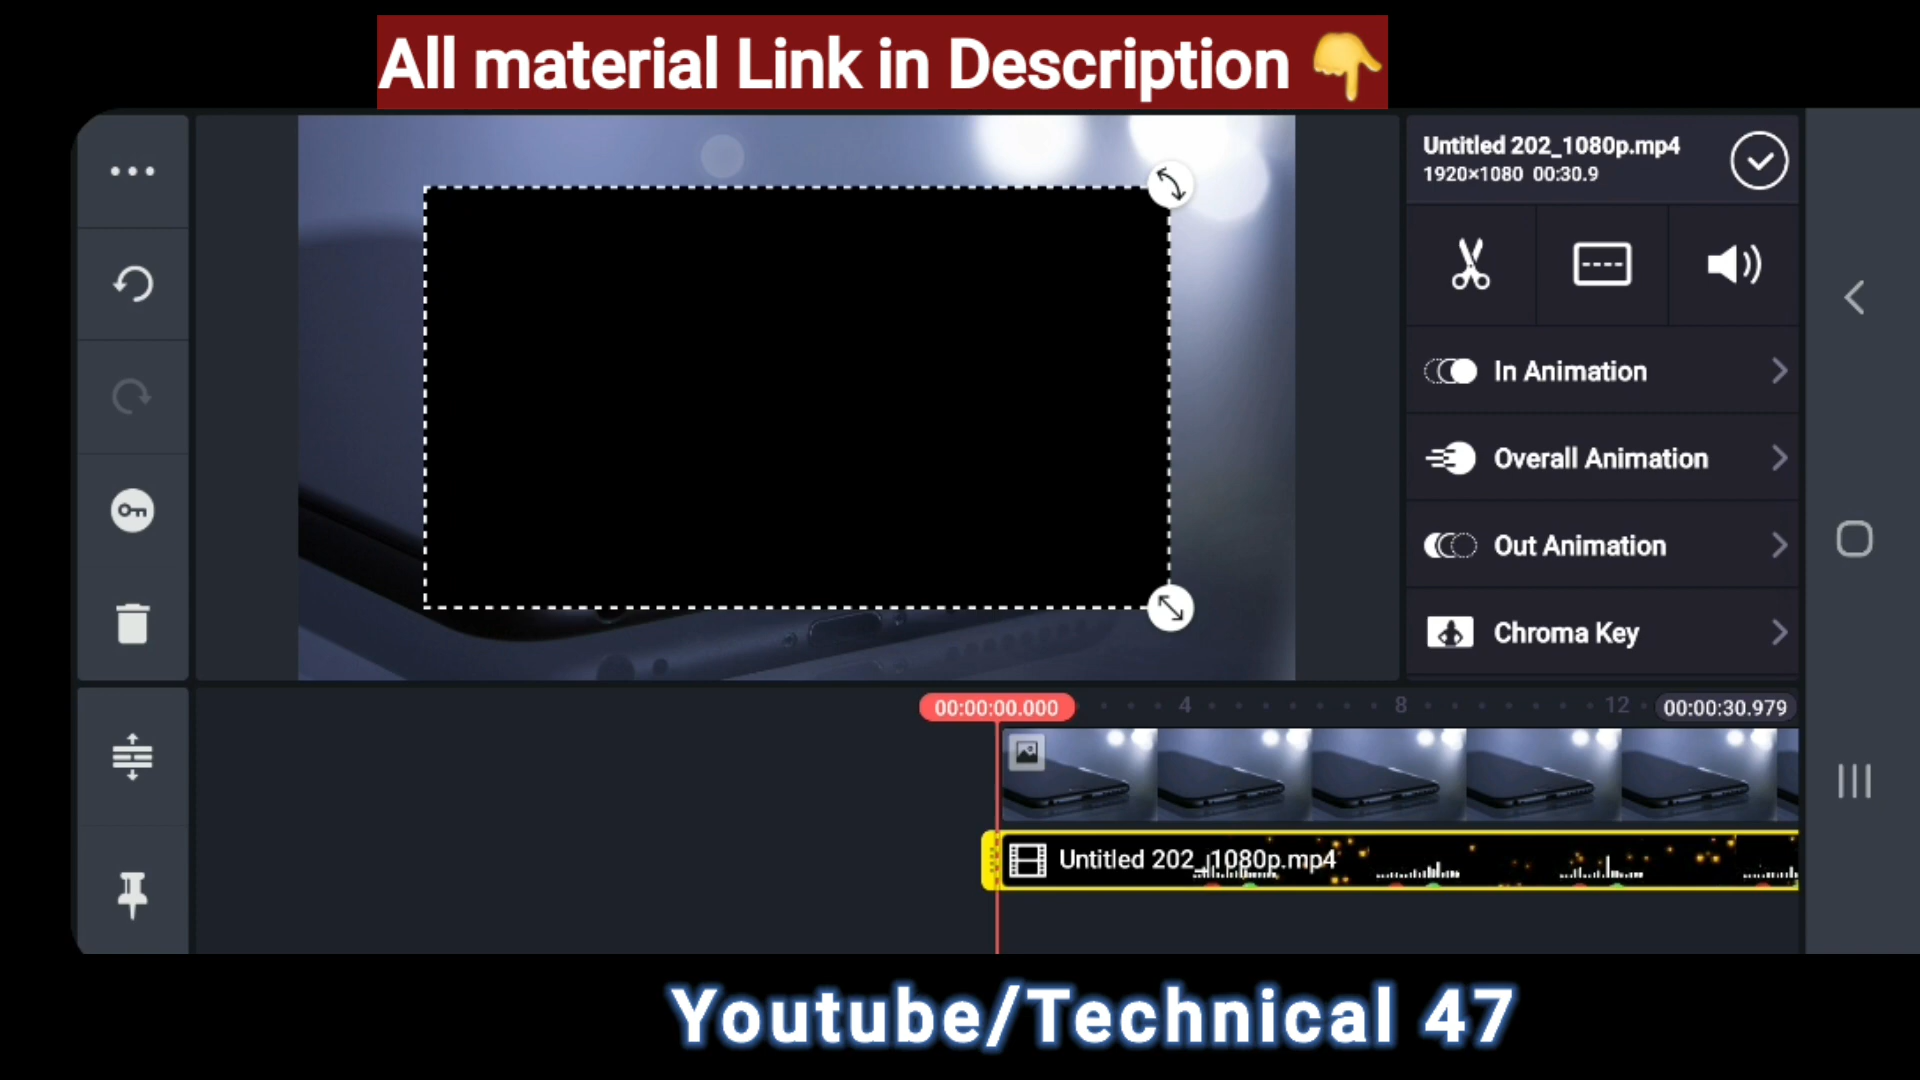 All material Link in Description 👇
Untitled 202_1080p.mp4
1920×1080 00:30.9
In Animation
Overall Animation
Out Animation
Chroma Key
00:00:00.000
4
8
12
00:00:30.979
Untitled 202_1080p.mp4
Youtube/Technical 47